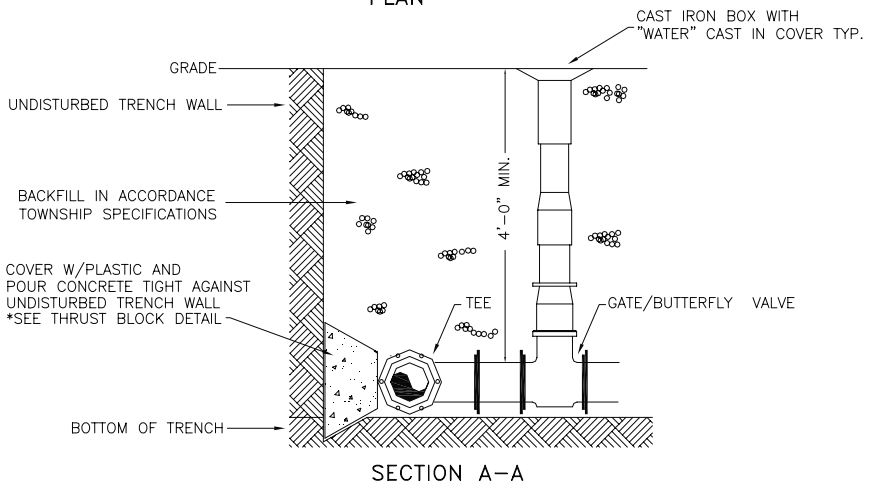 PLAN
CAST IRON BOX WITH
"WATER" CAST IN COVER TYP.
GRADE
UNDISTURBED TRENCH WALL
4'-0" MIN.
BACKFILL IN ACCORDANCE
TOWNSHIP SPECIFICATIONS
COVER W/PLASTIC AND
POUR CONCRETE TIGHT AGAINST
UNDISTURBED TRENCH WALL
*SEE THRUST BLOCK DETAIL
TEE
GATE/BUTTERFLY VALVE
BOTTOM OF TRENCH
SECTION A-A